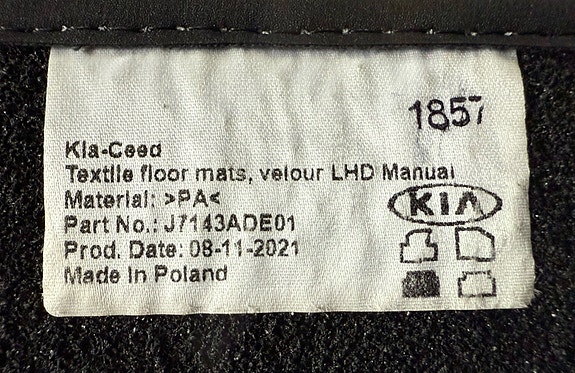 1857
Kia-Ceed
Textile floor mats, velour LHD Manual
Material: >PA<
Part No.: J7143ADE01
Prod. Date: 08-11-2021
Made in Poland
KIA